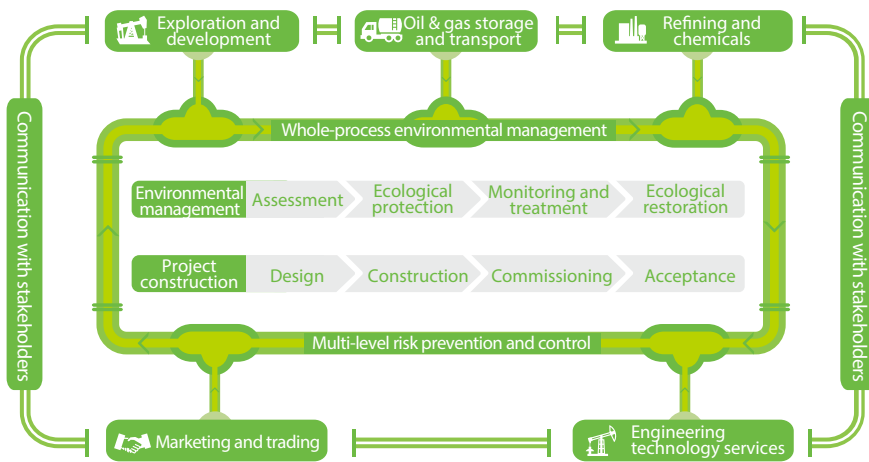 Exploration and
development
Oil & gas storage
and transport
Refining and
chemicals
Communication with stakeholders
Whole-process environmental management
Environmental
management
Assessment
Ecological
protection
Monitoring and
treatment
Ecological
restoration
Project
construction
Design
Construction
Commissioning
Acceptance
Multi-level risk prevention and control
Communication with stakeholders
Marketing and trading
Engineering
technology services